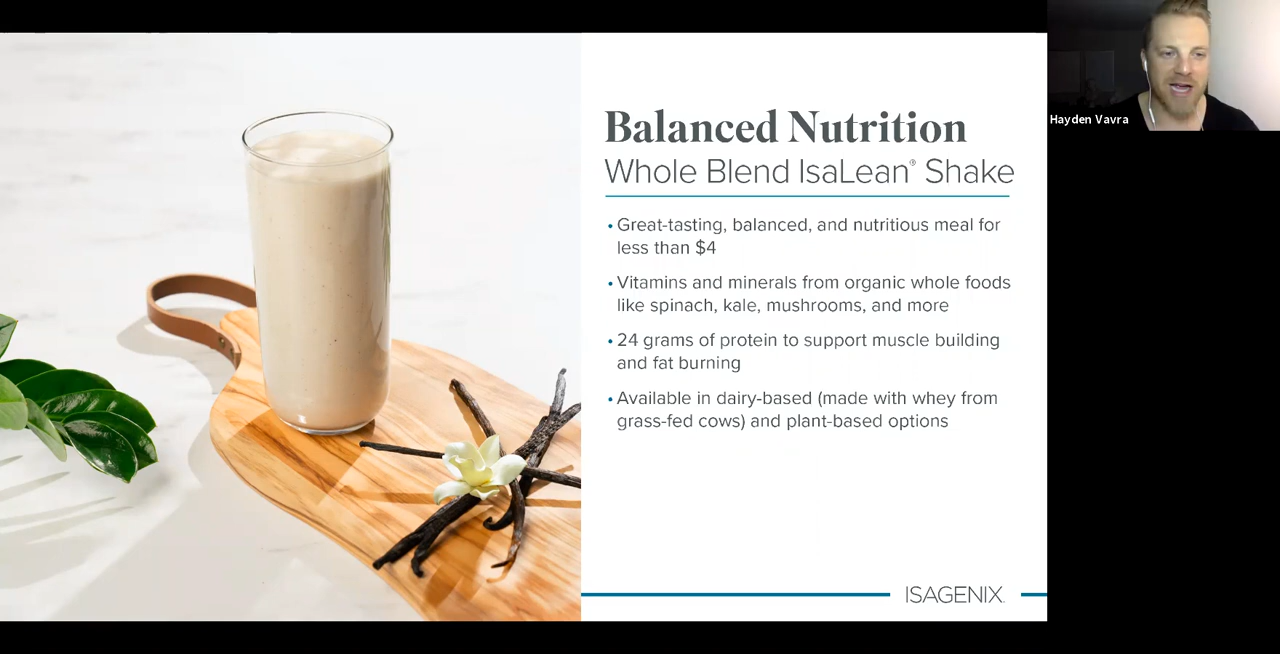 Balanced Nutrition
Whole Blend IsaLean® Shake
• Great-tasting, balanced, and nutritious meal for
less than $4
• Vitamins and minerals from organic whole foods
like spinach, kale, mushrooms, and more
• 24 grams of protein to support muscle building
and fat burning
• Available in dairy-based (made with whey from
grass-fed cows) and plant-based options
ISAGENIX
Hayden Vavra